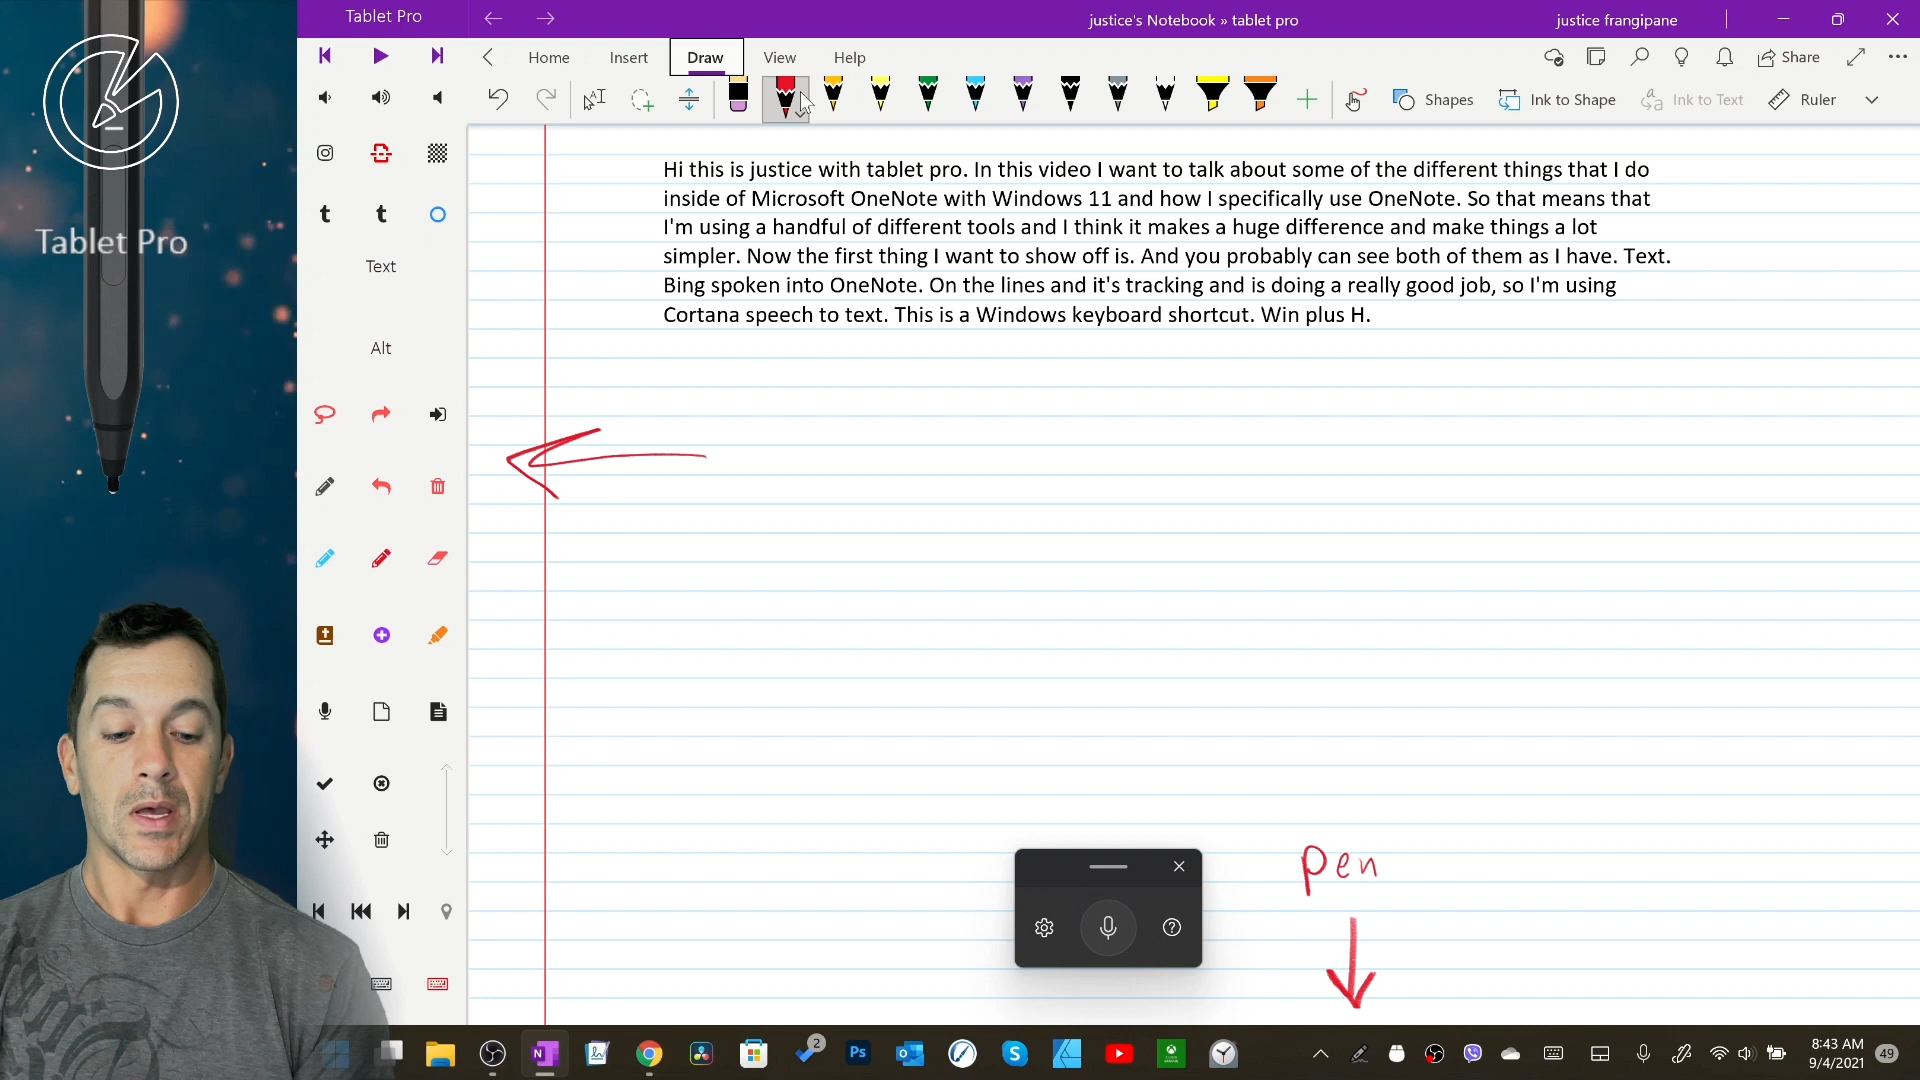 Tablet Pro
justice's Notebook » tablet pro
justice frangipane
Home
Insert
Draw
View
Help
Share
Shapes
Ink to Shape
Ink to Text
Ruler
Tablet Pro
t
t
Text
Alt
Hi this is justice with tablet pro. In this video I want to talk about some of the different things that I do
inside of Microsoft OneNote with Windows 11 and how I specifically use OneNote. So that means that
I'm using a handful of different tools and I think it makes a huge difference and make things a lot
simpler. Now the first thing I want to show off is. And you probably can see both of them as I have. Text.
Bing spoken into OneNote. On the lines and it's tracking and is doing a really good job, so I'm using
Cortana speech to text. This is a Windows keyboard shortcut. Win plus H.
pen
2
Ps
8:43 AM
9/4/2021
49